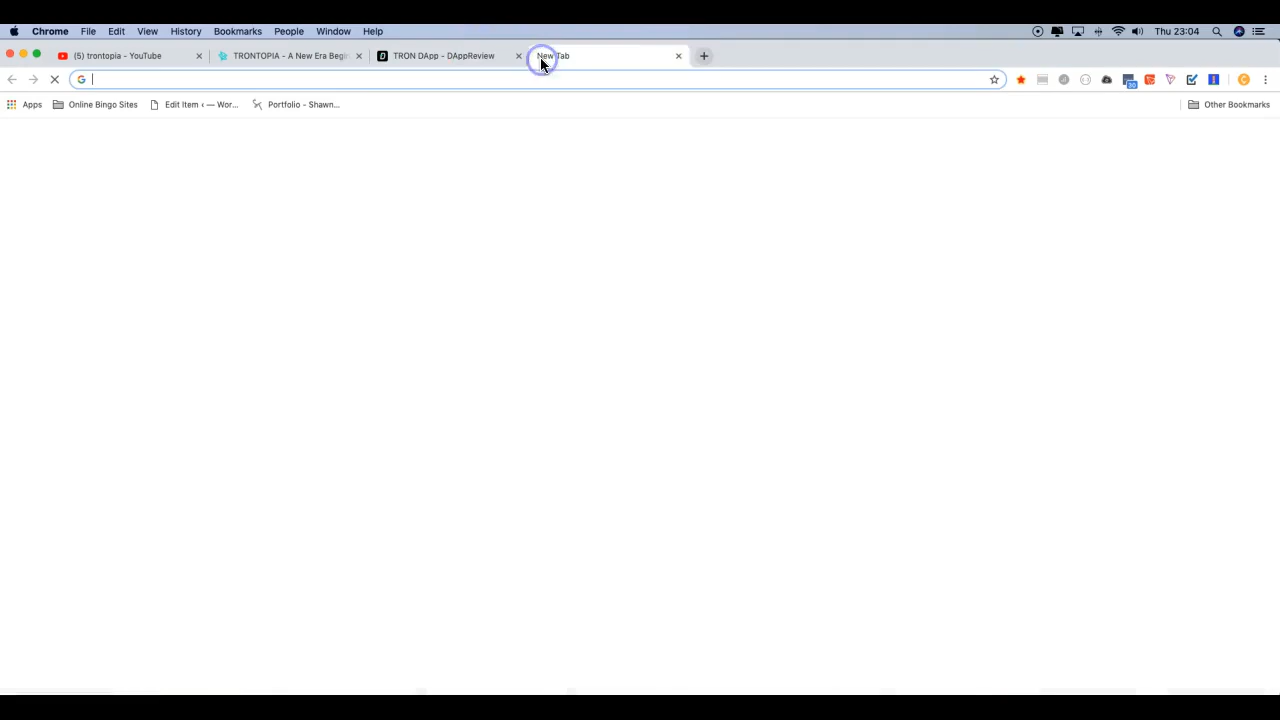 Chrome File Edit View History Bookmarks People Window Help Thu 23:04
(5) trontopia - YouTube TRONTOPIA - A New Era Begin TRON DApp - DAppReview New Tab
Apps Online Bingo Sites Edit Item ‹ — Wor... Portfolio - Shawn... Other Bookmarks